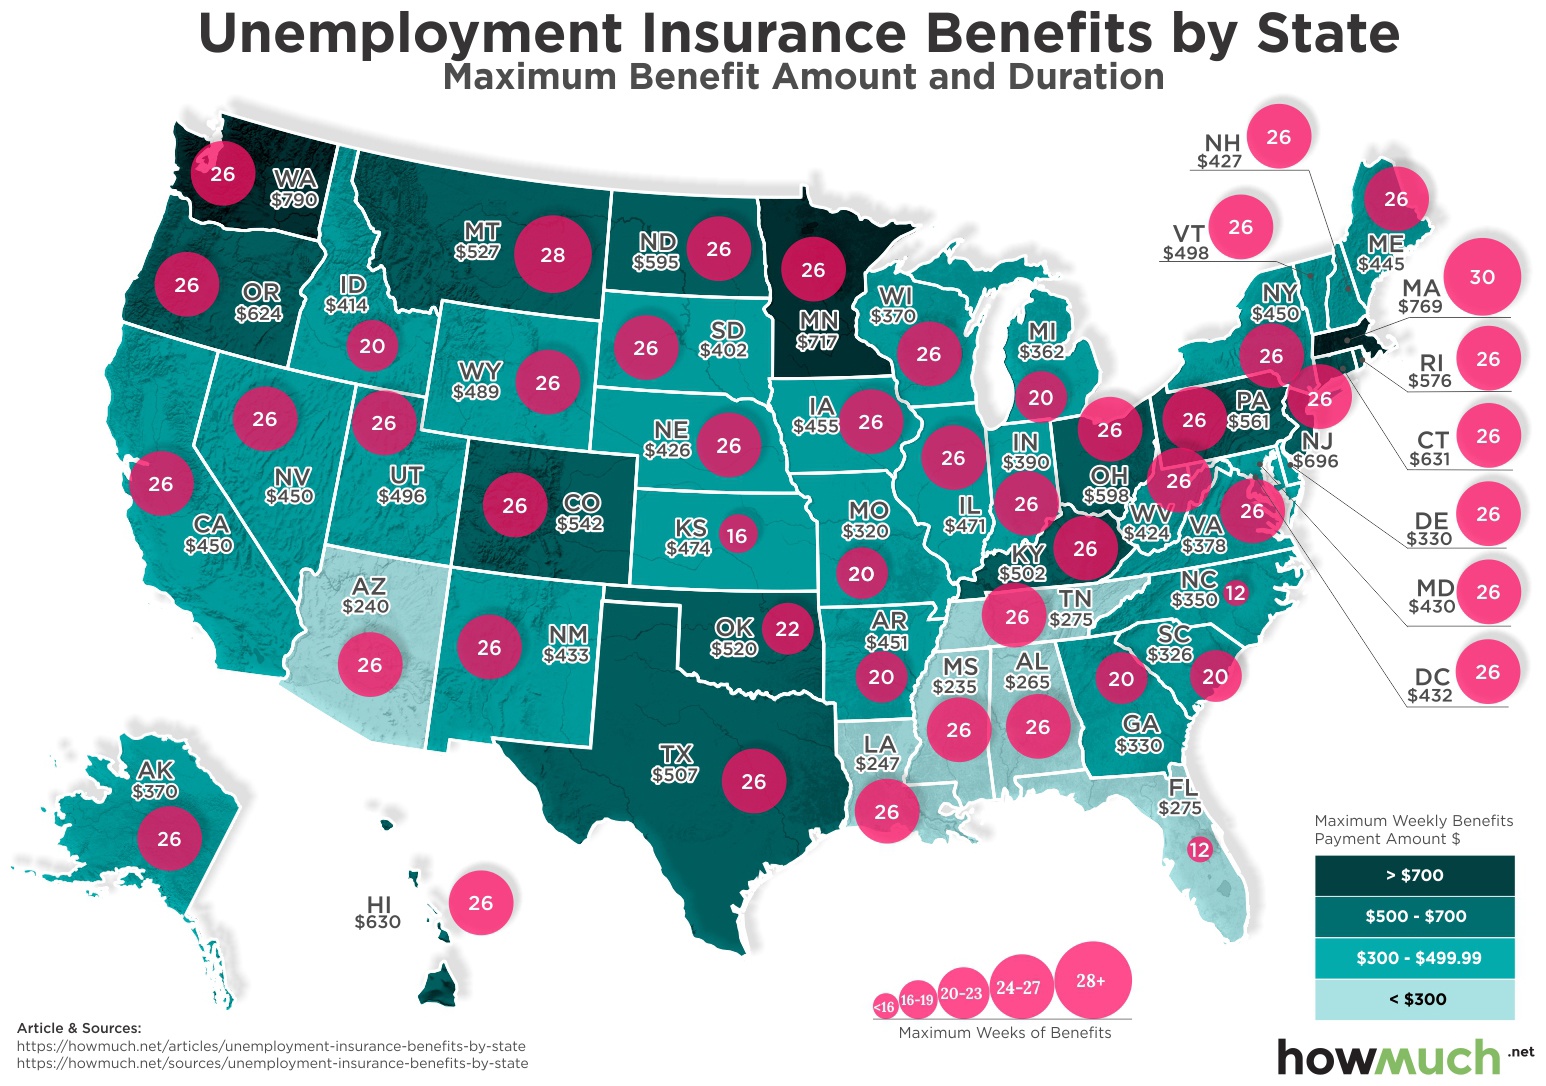 Unemployment Insurance Benefits by State
Maximum Benefit Amount and Duration
26
WA
$790
26
OR
$624
MT
$527
28
ND
$595
26
26
MN
$717
ID
$414
20
SD
$402
26
WY
$489
26
WI
$370
26
MI
$362
20
NH
$427
26
VT
$498
26
26
ME
$445
NY
$450
26
MA
$769
30
RI
$576
26
CT
$631
26
26
NJ
$696
DE
$330
26
MD
$430
26
DC
$432
26
26
NV
$450
26
UT
$496
26
CA
$450
26
CO
$542
NE
$426
26
IA
$455
26
KS
$474
16
MO
$320
20
26
IL
$471
IN
$390
26
26
OH
$598
26
PA
$561
26
WV
$424
26
VA
$378
KY
$502
26
AZ
$240
26
NM
$433
26
OK
$520
22
TX
$507
26
AR
$451
20
LA
$247
26
MS
$235
26
AL
$265
26
TN
$275
26
NC
$350
12
SC
$326
20
20
GA
$330
FL
$275
12
AK
$370
26
HI
$630
26
Maximum Weekly Benefits
Payment Amount $
> $700
$500 - $700
$300 - $499.99
< $300
<16
16-19
20-23
24-27
28+
Maximum Weeks of Benefits
Article & Sources:
https://howmuch.net/articles/unemployment-insurance-benefits-by-state
https://howmuch.net/sources/unemployment-insurance-benefits-by-state
howmuch.net